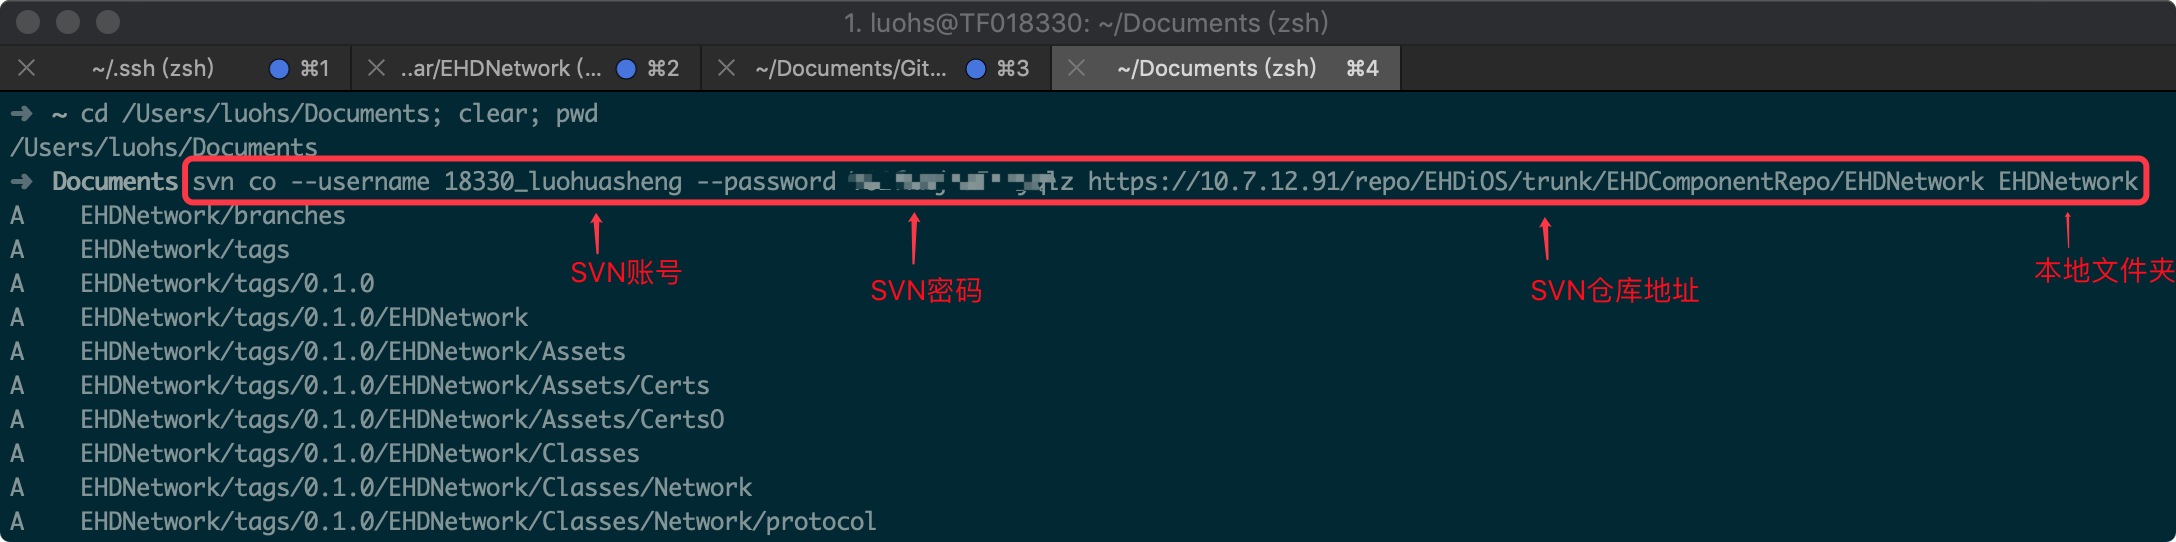 1. luohs@TF018330: ~/Documents (zsh)
~/.ssh (zsh) ⌘1 ..ar/EHDNetwork (... ⌘2 ~/Documents/Git... ⌘3 ~/Documents (zsh) ⌘4
➜ ~ cd /Users/luohs/Documents; clear; pwd
/Users/luohs/Documents
➜ Documents svn co --username 18330_luohuasheng --password https://10.7.12.91/repo/EHDiOS/trunk/EHDComponentRepo/EHDNetwork EHDNetwork
A EHDNetwork/branches
A EHDNetwork/tags
A EHDNetwork/tags/0.1.0
A EHDNetwork/tags/0.1.0/EHDNetwork
A EHDNetwork/tags/0.1.0/EHDNetwork/Assets
A EHDNetwork/tags/0.1.0/EHDNetwork/Assets/Certs
A EHDNetwork/tags/0.1.0/EHDNetwork/Assets/CertsO
A EHDNetwork/tags/0.1.0/EHDNetwork/Classes
A EHDNetwork/tags/0.1.0/EHDNetwork/Classes/Network
A EHDNetwork/tags/0.1.0/EHDNetwork/Classes/Network/protocol
SVN账号
SVN密码
SVN仓库地址
本地文件夹